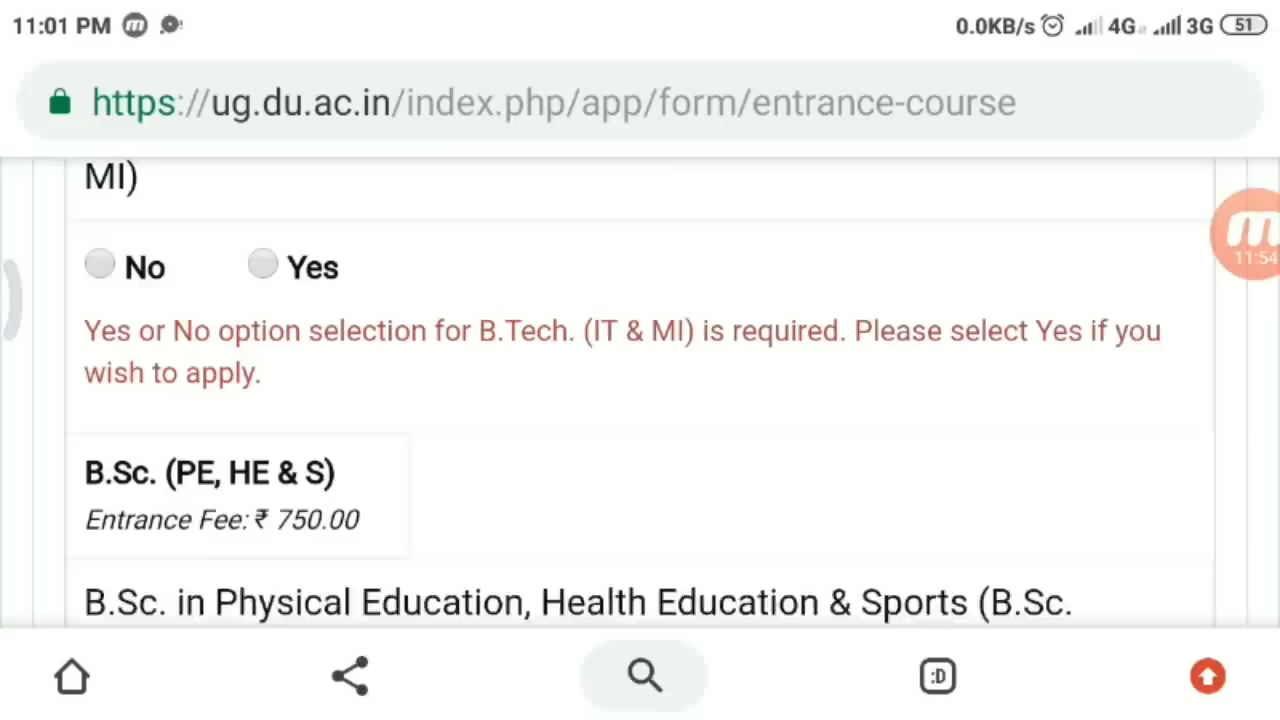 11:01 PM m 0.0KB/s 4G 3G 51
https://ug.du.ac.in/index.php/app/form/entrance-course
MI)
m
11:54
No Yes
Yes or No option selection for B.Tech. (IT & MI) is required. Please select Yes if you
wish to apply.
B.Sc. (PE, HE & S)
Entrance Fee: ₹ 750.00
B.Sc. in Physical Education, Health Education & Sports (B.Sc.
:D